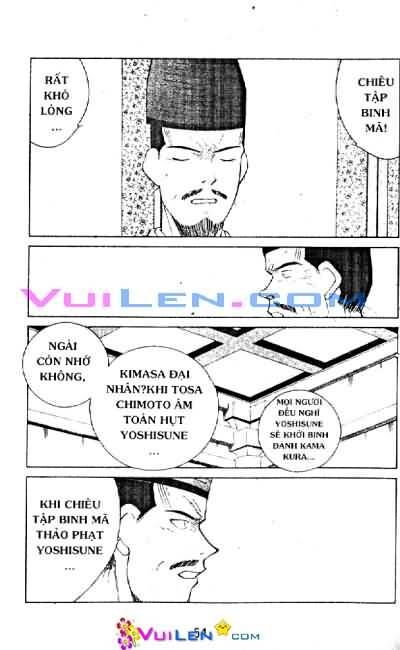 CHIÊU
TẬP
BINH
MÃ!
RẤT
KHÓ
LÒNG
...
VUILEN.COM
NGÀI
CÒN NHỚ
KHÔNG,
KIMASA ĐẠI
NHÂN?KHI TOSA
CHIMOTO ÁM
TOÁN HỤT
YOSHISUNE
...
MỌI NGƯỜI
ĐỀU NGHĨ
YOSHISUNE
SẼ KHỞI BINH
ĐÁNH KAMA
KURA...
KHI CHIÊU
TẬP BINH MÃ
THẢO PHẠT
YOSHISUNE
...
51
VUILEN.COM